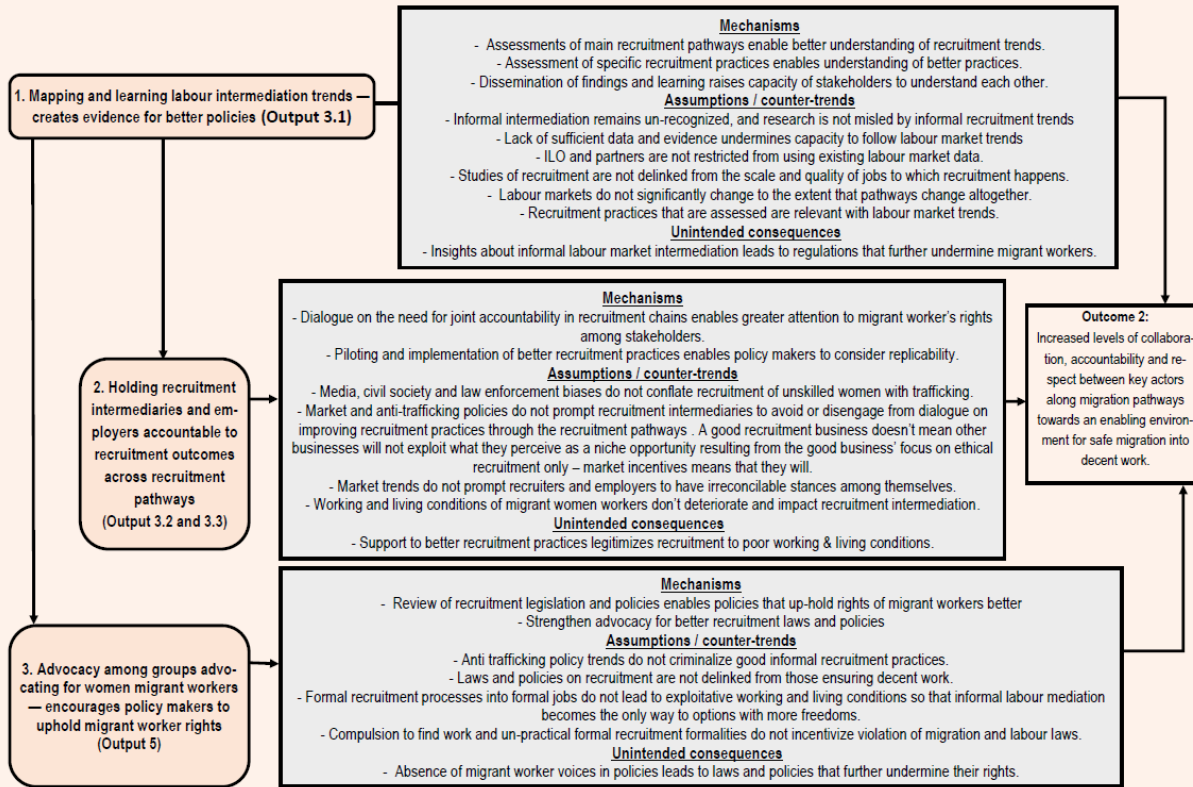 1. Mapping and learning labour intermediation trends —
creates evidence for better policies (Output 3.1)
Mechanisms
- Assessments of main recruitment pathways enable better understanding of recruitment trends.
- Assessment of specific recruitment practices enables understanding of better practices.
- Dissemination of findings and learning raises capacity of stakeholders to understand each other.
Assumptions / counter-trends
- Informal intermediation remains un-recognized, and research is not misled by informal recruitment trends
- Lack of sufficient data and evidence undermines capacity to follow labour market trends
- ILO and partners are not restricted from using existing labour market data.
- Studies of recruitment are not delinked from the scale and quality of jobs to which recruitment happens.
- Labour markets do not significantly change to the extent that pathways change altogether.
- Recruitment practices that are assessed are relevant with labour market trends.
Unintended consequences
- Insights about informal labour market intermediation leads to regulations that further undermine migrant workers.
2. Holding recruitment
intermediaries and em-
ployers accountable to
recruitment outcomes
across recruitment
pathways
(Output 3.2 and 3.3)
Mechanisms
- Dialogue on the need for joint accountability in recruitment chains enables greater attention to migrant worker's rights
among stakeholders.
- Piloting and implementation of better recruitment practices enables policy makers to consider replicability.
Assumptions / counter-trends
- Media, civil society and law enforcement biases do not conflate recruitment of unskilled women with trafficking.
- Market and anti-trafficking policies do not prompt recruitment intermediaries to avoid or disengage from dialogue on
improving recruitment practices through the recruitment pathways . A good recruitment business doesn't mean other
businesses will not exploit what they perceive as a niche opportunity resulting from the good business' focus on ethical
recruitment only – market incentives means that they will.
- Market trends do not prompt recruiters and employers to have irreconcilable stances among themselves.
- Working and living conditions of migrant women workers don't deteriorate and impact recruitment intermediation.
Unintended consequences
- Support to better recruitment practices legitimizes recruitment to poor working & living conditions.
3. Advocacy among groups advo-
cating for women migrant workers
— encourages policy makers to
uphold migrant worker rights
(Output 5)
Mechanisms
- Review of recruitment legislation and policies enables policies that up-hold rights of migrant workers better
- Strengthen advocacy for better recruitment laws and policies
Assumptions / counter-trends
- Anti trafficking policy trends do not criminalize good informal recruitment practices.
- Laws and policies on recruitment are not delinked from those ensuring decent work.
- Formal recruitment processes into formal jobs do not lead to exploitative working and living conditions so that informal labour mediation
becomes the only way to options with more freedoms.
- Compulsion to find work and un-practical formal recruitment formalities do not incentivize violation of migration and labour laws.
Unintended consequences
- Absence of migrant worker voices in policies leads to laws and policies that further undermine their rights.
Outcome 2:
Increased levels of collabora-
tion, accountability and re-
spect between key actors
along migration pathways
towards an enabling environ-
ment for safe migration into
decent work.